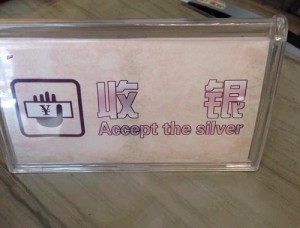 ¥
收 银
Accept the silver